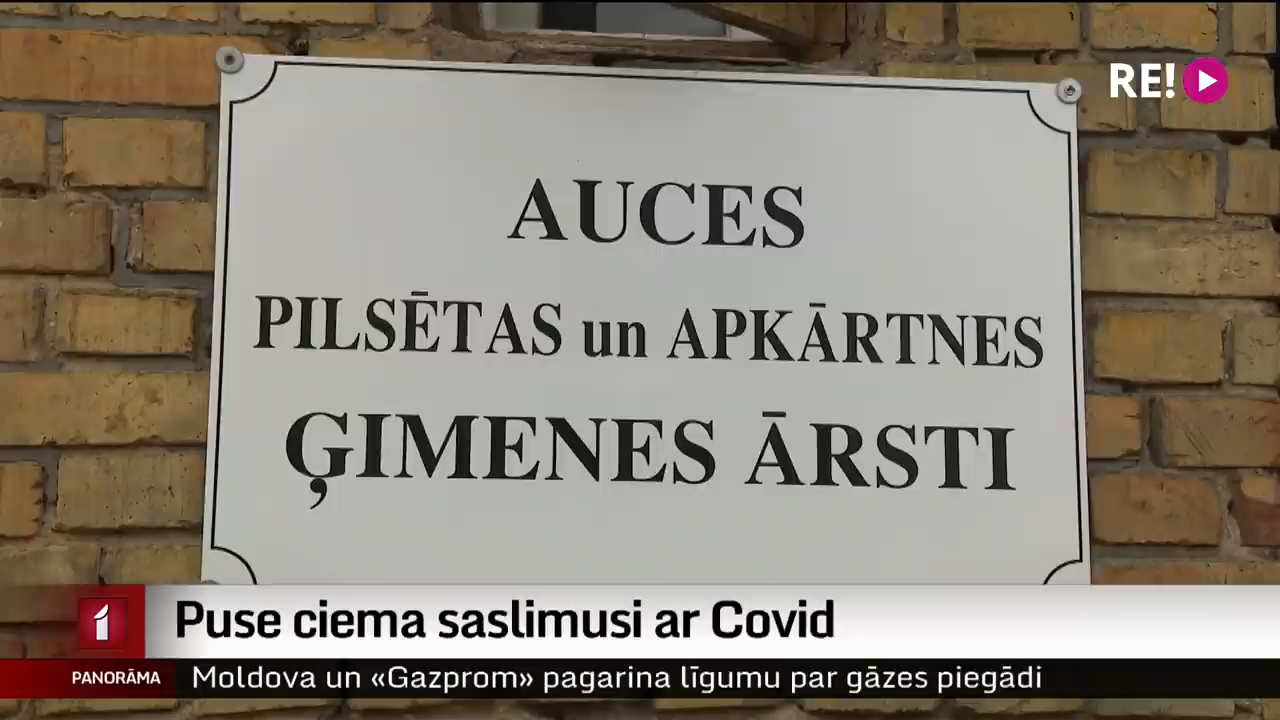 RE!
AUCES
PILSĒTAS un APKĀRTNES
ĢIMENES ĀRSTI
1
Puse ciema saslimusi ar Covid
PANORĀMA
Moldova un «Gazprom» pagarina līgumu par gāzes piegādi